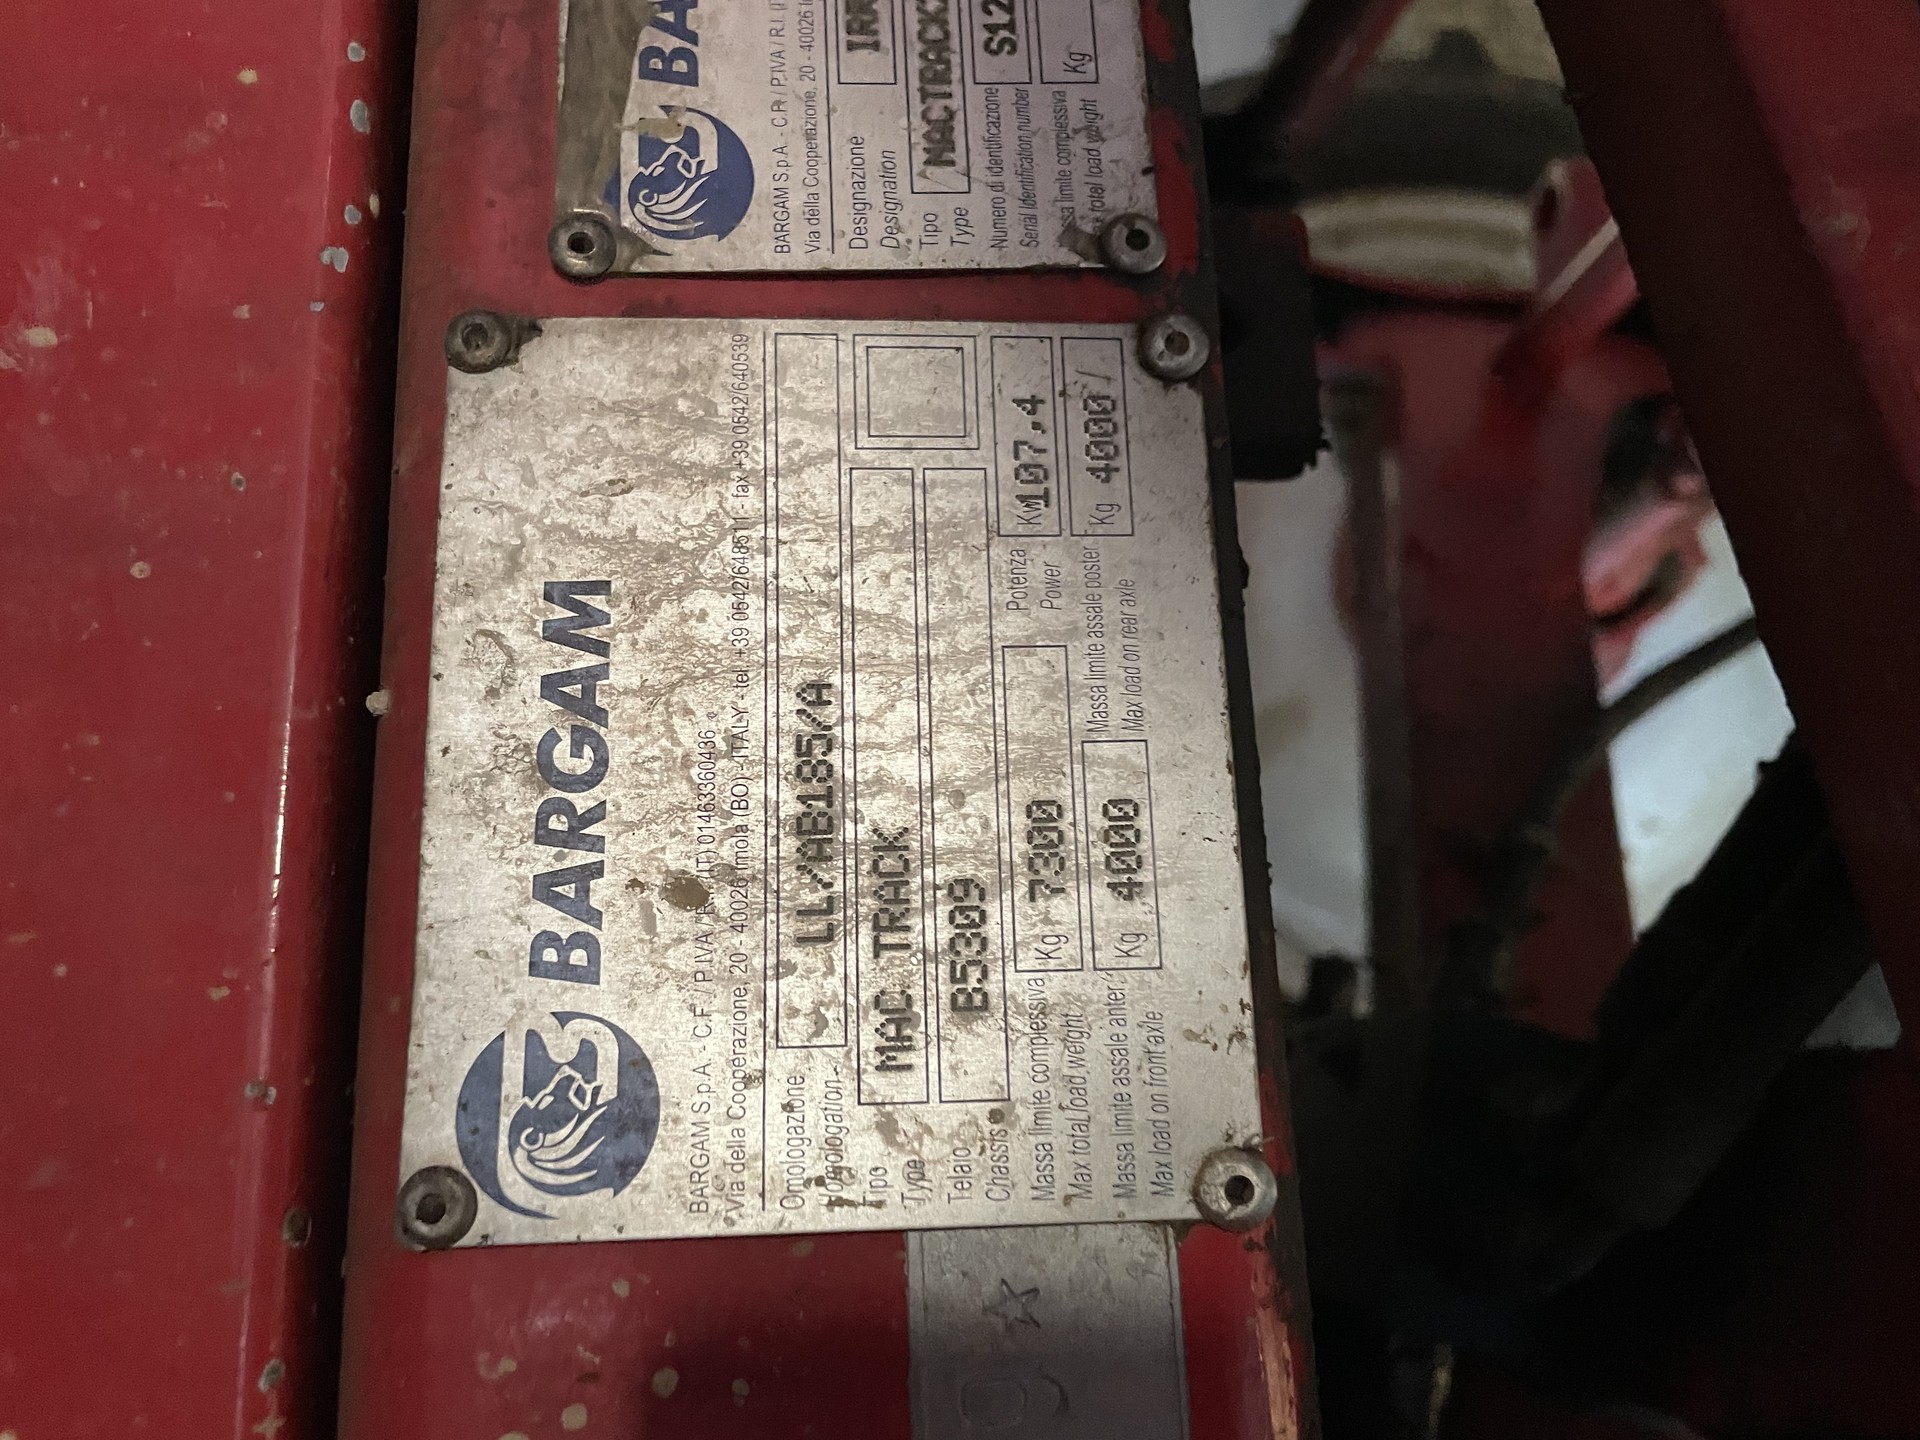 BARGAM
BARGAM S.p.A. - C.F. / P.IVA / R.I. (IT) 01463360436
Via della Cooperazione, 20 - 40026 Imola (BO) - ITALY - tel. +39 0542/648511 - fax +39 0542/640539
Omologazione
Homologation
LL/AB185/A
Tipo
Type
MAC TRACK
Telaio
Chassis
B5309
Massa limite complessiva
Max total load weight
Kg 7300
Potenza
Power
Kw 107.4
Massa limite assale anter.
Max load on front axle
Kg 4000
Massa limite assale poster
Max load on rear axle
Kg 4000 /
BA
BARGAM S.p.A. - C.F. / P.IVA / R.I.
Via della Cooperazione, 20 - 40026
Designazione
Designation
IRR
Tipo
Type
MACTRACK
Numero di identificazione
Serial Identification number
S12
limite complessiva
total load weight
Kg